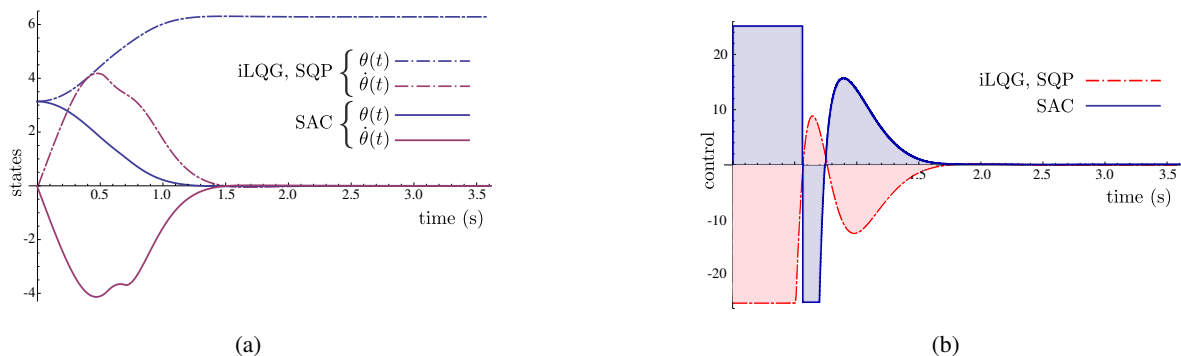 6
4
2
-2
-4
0.5
1.0
1.5
2.0
2.5
3.0
3.5
states
time (s)
iLQG, SQP { θ(t)
θ̇(t)
SAC { θ(t)
θ̇(t)
(a)
20
10
-10
-20
1.5
2.0
2.5
3.0
3.5
control
time (s)
iLQG, SQP
SAC
(b)